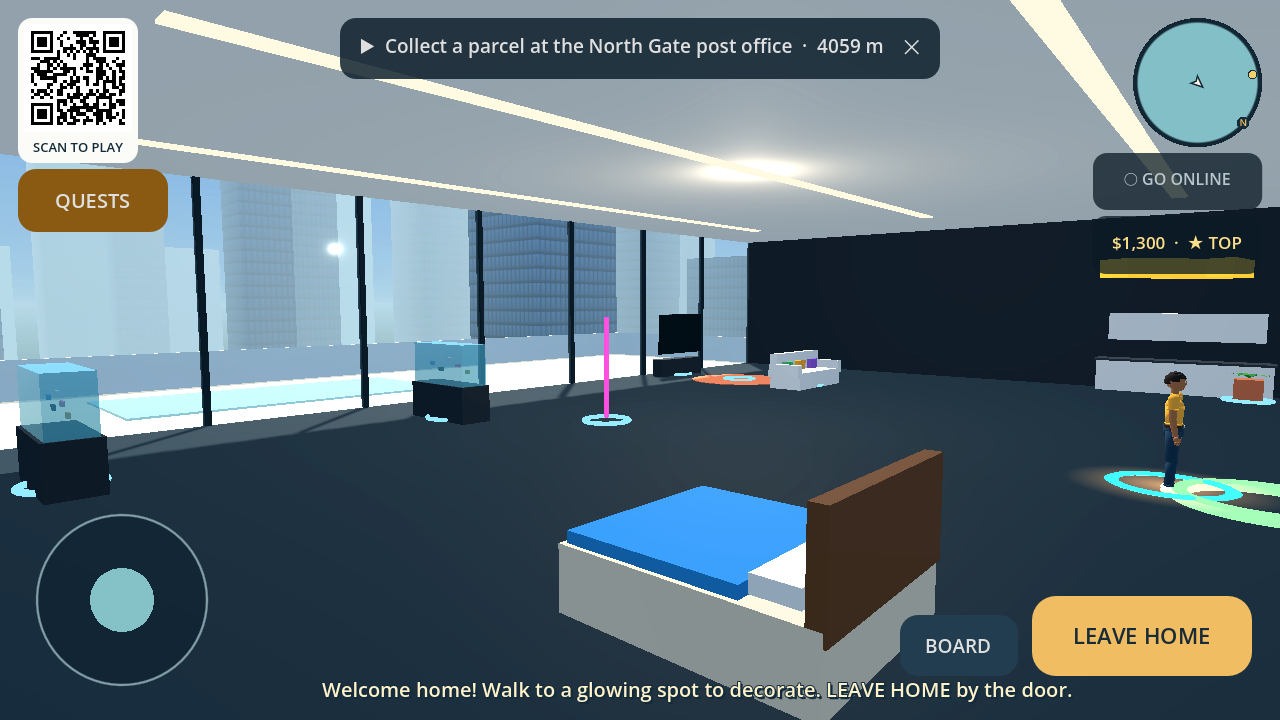 ▶ Collect a parcel at the North Gate post office · 4059 m ×
SCAN TO PLAY
QUESTS
N
GO ONLINE
$1,300 · ★ TOP
BOARD
LEAVE HOME
Welcome home! Walk to a glowing spot to decorate. LEAVE HOME by the door.